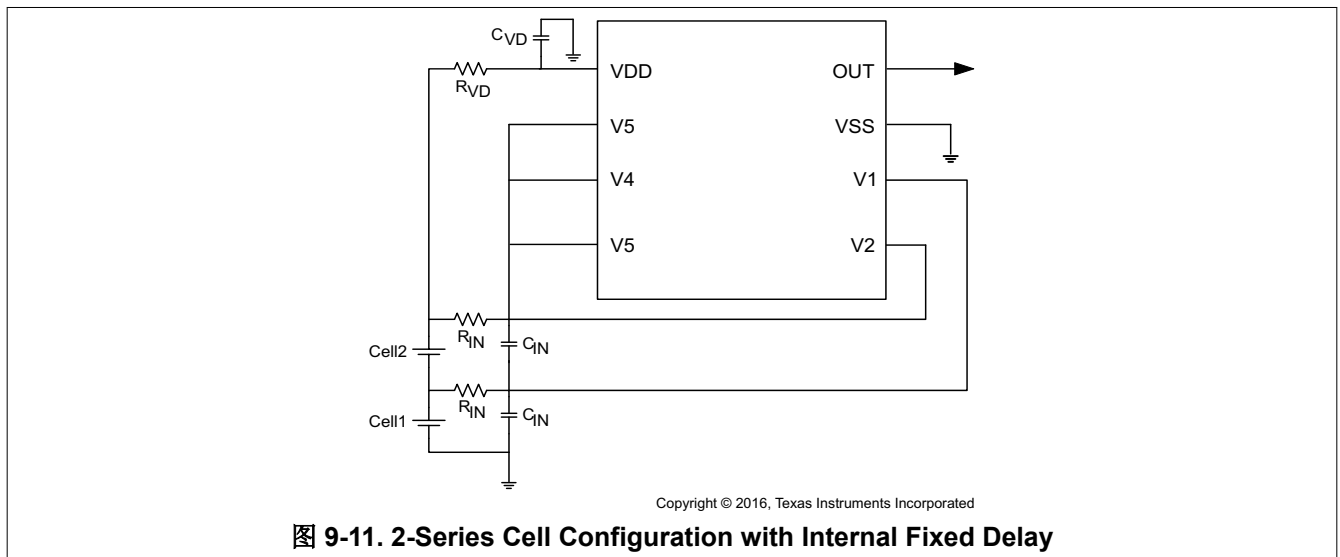 CVD
RVD
VDD
OUT
V5
VSS
V4
V1
V5
V2
RIN
CIN
Cell2
RIN
CIN
Cell1
Copyright © 2016, Texas Instruments Incorporated
图 9-11. 2-Series Cell Configuration with Internal Fixed Delay